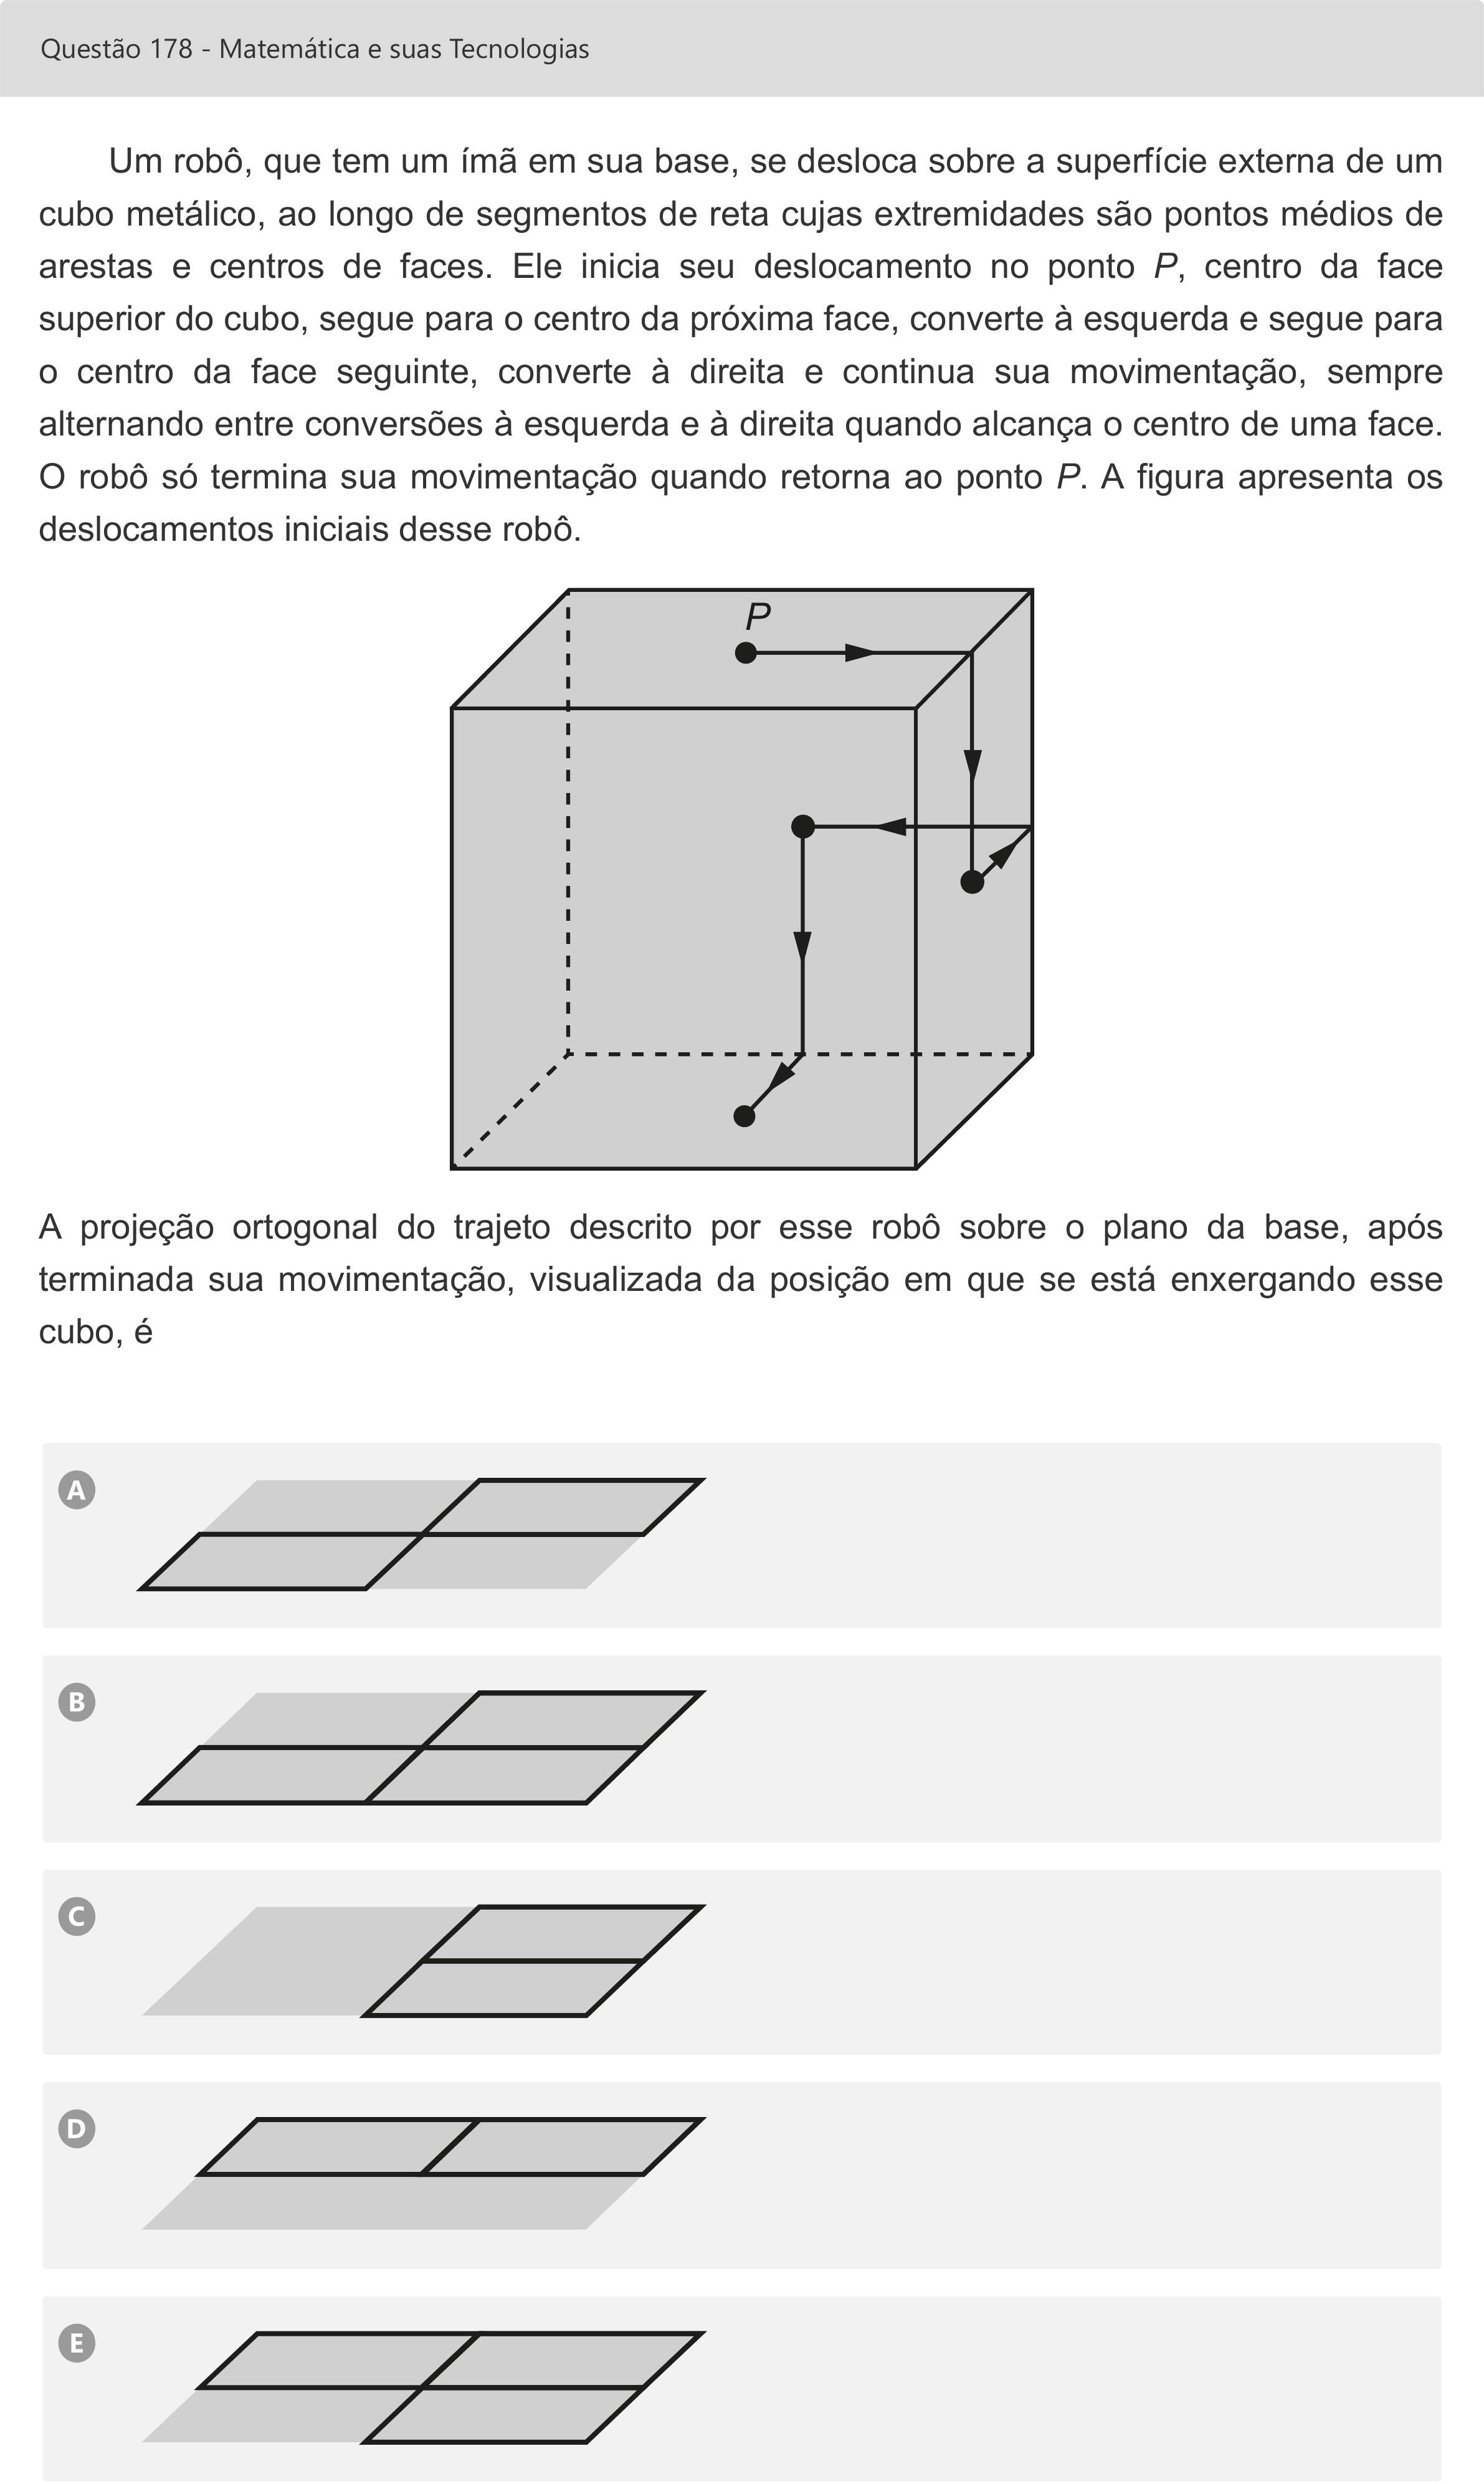 Questão 178 - Matemática e suas Tecnologias
Um robô, que tem um ímã em sua base, se desloca sobre a superfície externa de um
cubo metálico, ao longo de segmentos de reta cujas extremidades são pontos médios de
arestas e centros de faces. Ele inicia seu deslocamento no ponto P, centro da face
superior do cubo, segue para o centro da próxima face, converte à esquerda e segue para
o centro da face seguinte, converte à direita e continua sua movimentação, sempre
alternando entre conversões à esquerda e à direita quando alcança o centro de uma face.
O robô só termina sua movimentação quando retorna ao ponto P. A figura apresenta os
deslocamentos iniciais desse robô.
P
A projeção ortogonal do trajeto descrito por esse robô sobre o plano da base, após
terminada sua movimentação, visualizada da posição em que se está enxergando esse
cubo, é
A
B
C
D
E